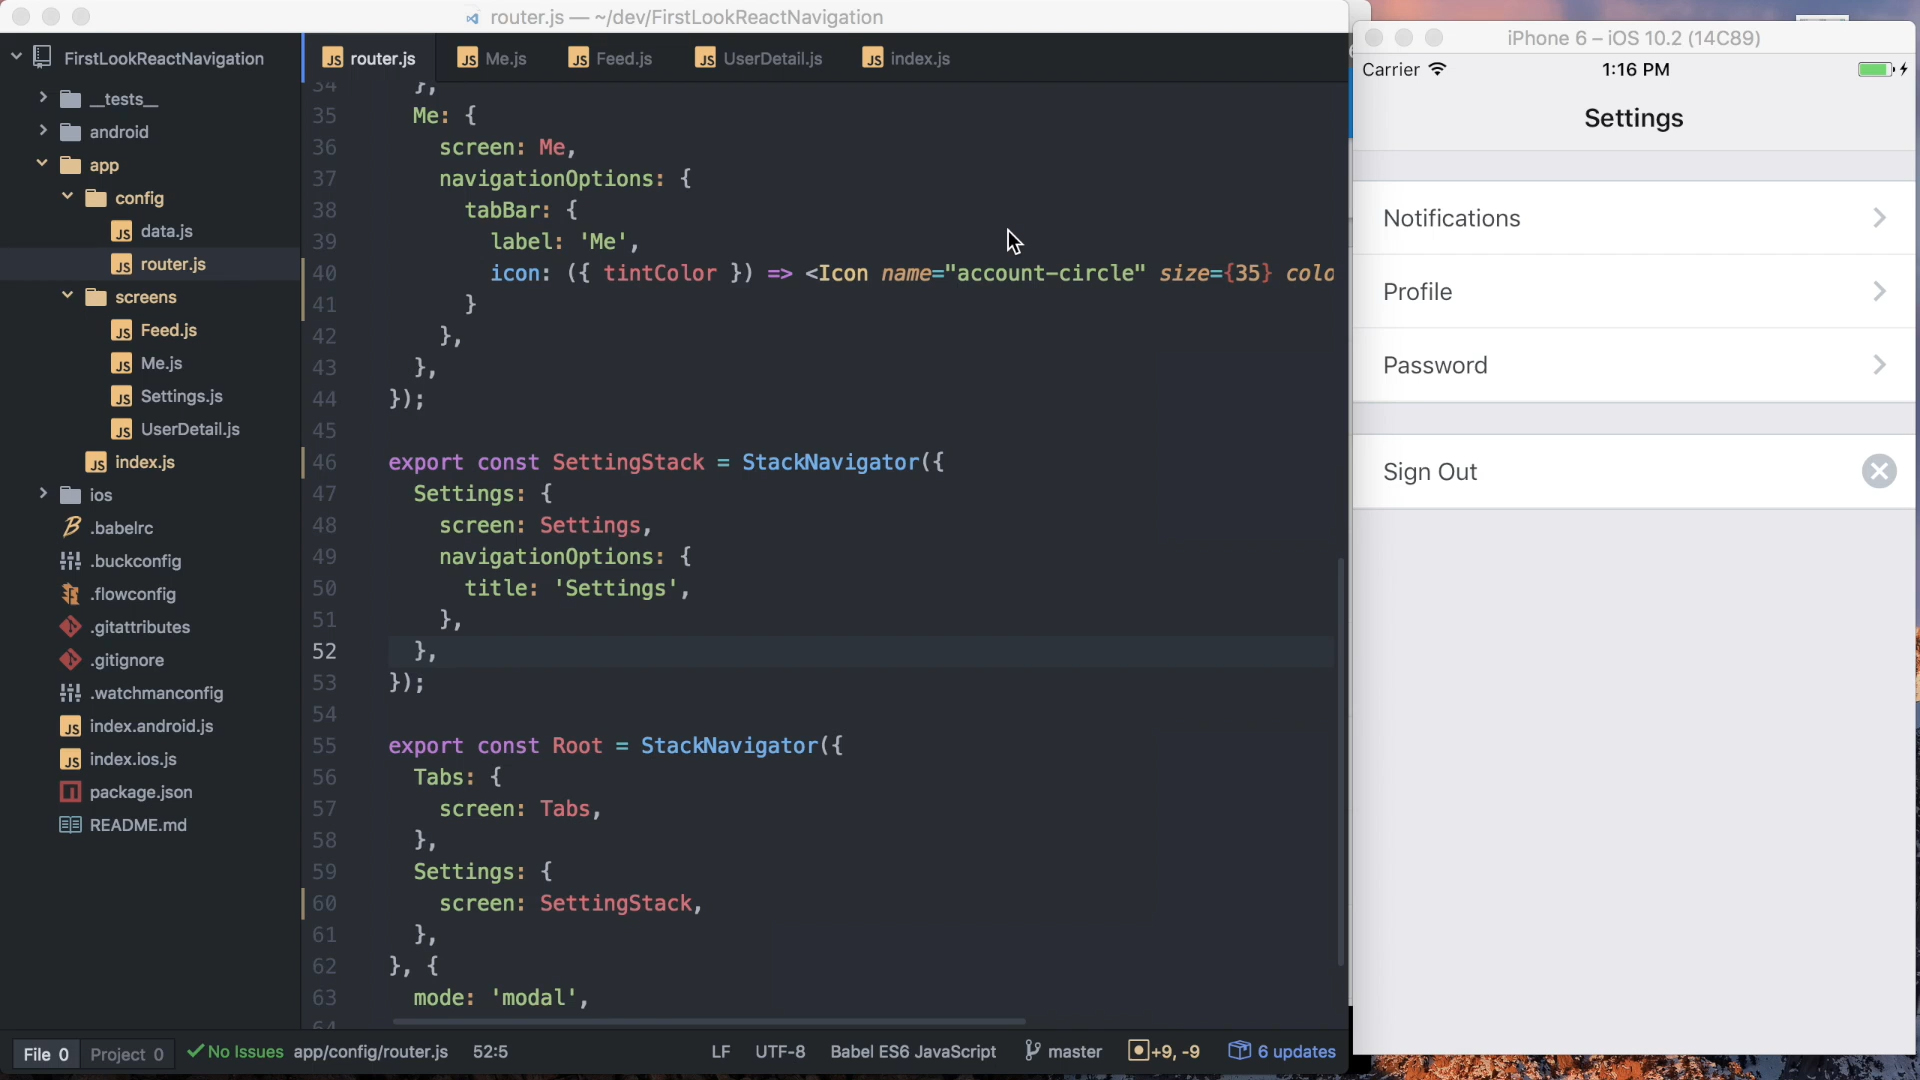 router.js — ~/dev/FirstLookReactNavigation
FirstLookReactNavigation
__tests__
android
app
config
data.js
router.js
screens
Feed.js
Me.js
Settings.js
UserDetail.js
index.js
ios
.babelrc
.buckconfig
.flowconfig
.gitattributes
.gitignore
.watchmanconfig
index.android.js
index.ios.js
package.json
README.md
router.js Me.js Feed.js UserDetail.js index.js
34 },
35 Me: {
36 screen: Me,
37 navigationOptions: {
38 tabBar: {
39 label: 'Me',
40 icon: ({ tintColor }) => <Icon name="account-circle" size={35} colo
41 }
42 },
43 },
44 });
45
46 export const SettingStack = StackNavigator({
47 Settings: {
48 screen: Settings,
49 navigationOptions: {
50 title: 'Settings',
51 },
52 },
53 });
54
55 export const Root = StackNavigator({
56 Tabs: {
57 screen: Tabs,
58 },
59 Settings: {
60 screen: SettingStack,
61 },
62 }, {
63 mode: 'modal',
64
File 0 Project 0 No Issues app/config/router.js 52:5 LF UTF-8 Babel ES6 JavaScript master +9, -9 6 updates
iPhone 6 – iOS 10.2 (14C89)
Carrier 1:16 PM
Settings
Notifications
Profile
Password
Sign Out